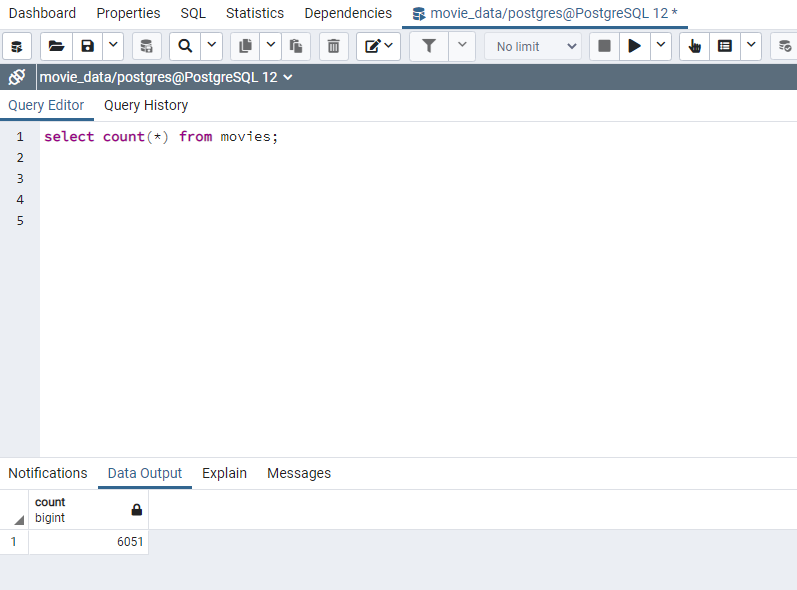 Dashboard Properties SQL Statistics Dependencies movie_data/postgres@PostgreSQL 12 *
No limit
movie_data/postgres@PostgreSQL 12
Query Editor Query History
1 select count(*) from movies;
2
3
4
5
Notifications Data Output Explain Messages
count
bigint
1 6051